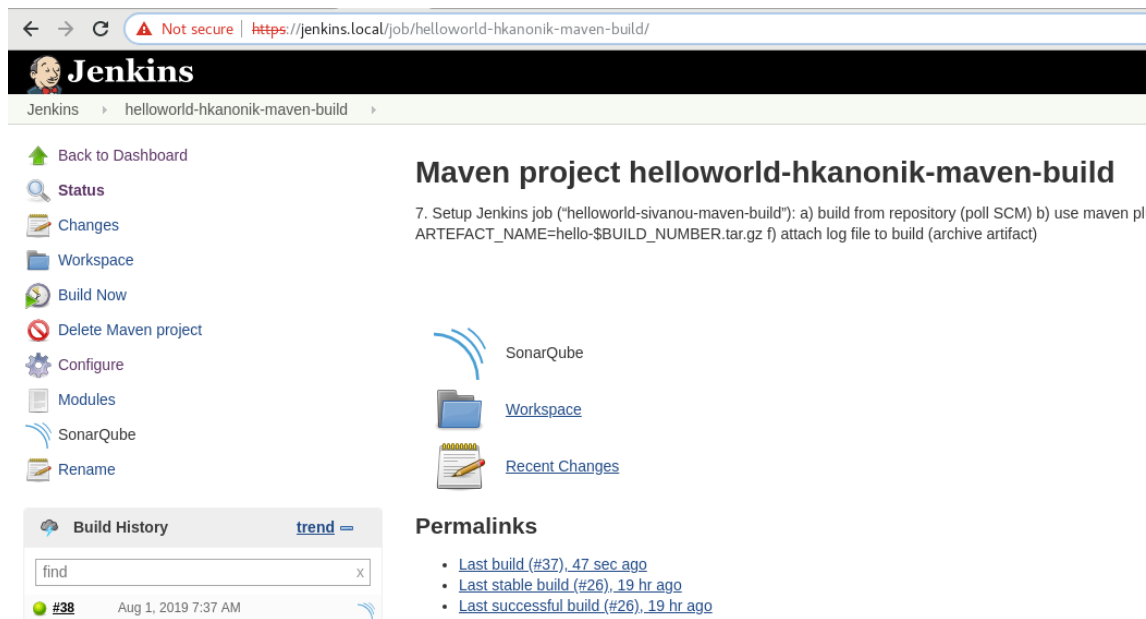 Not secure https://jenkins.local/job/helloworld-hkanonik-maven-build/
Jenkins
Jenkins helloworld-hkanonik-maven-build
Back to Dashboard
Status
Changes
Workspace
Build Now
Delete Maven project
Configure
Modules
SonarQube
Rename
Build History trend
find x
#38 Aug 1, 2019 7:37 AM
Maven project helloworld-hkanonik-maven-build
7. Setup Jenkins job (“helloworld-sivanou-maven-build”): a) build from repository (poll SCM) b) use maven pl
ARTEFACT_NAME=hello-$BUILD_NUMBER.tar.gz f) attach log file to build (archive artifact)
SonarQube
Workspace
Recent Changes
Permalinks
Last build (#37), 47 sec ago
Last stable build (#26), 19 hr ago
Last successful build (#26), 19 hr ago